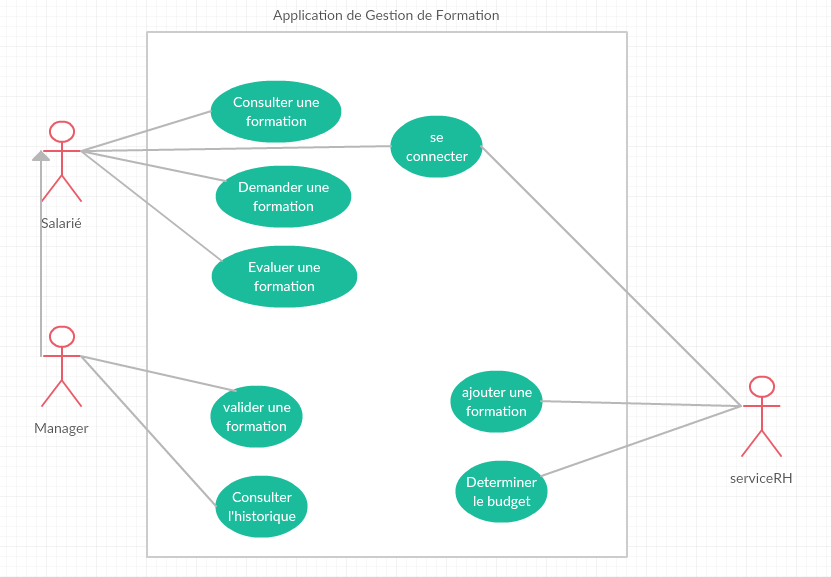 Application de Gestion de Formation
Consulter une
formation
se
connecter
Demander une
formation
Salarié
Evaluer une
formation
valider une
formation
ajouter une
formation
Manager
Determiner
le budget
serviceRH
Consulter
l'historique